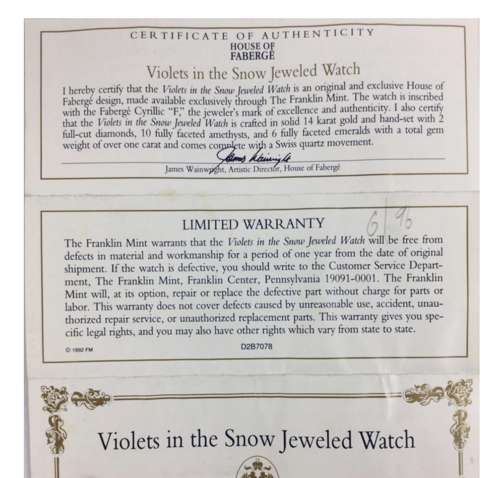 CERTIFICATE OF AUTHENTICITY
HOUSE OF
FABERGÉ
Violets in the Snow Jeweled Watch
I hereby certify that the Violets in the Snow Jeweled Watch is an original and exclusive House of
Fabergé design, made available exclusively through The Franklin Mint. The watch is inscribed
with the Fabergé Cyrillic “F,” the jeweler's mark of excellence and authenticity. I also certify
that the Violets in the Snow Jeweled Watch is crafted in solid 14 karat gold and hand-set with 2
full-cut diamonds, 10 fully faceted amethysts, and 6 fully faceted emeralds with a total gem
weight of over one carat and comes complete with a Swiss quartz movement.
James Wainwright
James Wainwright, Artistic Director, House of Fabergé
6/96
LIMITED WARRANTY
The Franklin Mint warrants that the Violets in the Snow Jeweled Watch will be free from
defects in material and workmanship for a period of one year from the date of original
shipment. If the watch is defective, you should write to the Customer Service Depart-
ment, The Franklin Mint, Franklin Center, Pennsylvania 19091-0001. The Franklin
Mint will, at its option, repair or replace the defective part without charge for parts or
labor. This warranty does not cover defects caused by unreasonable use, accident, unau-
thorized repair service, or unauthorized replacement parts. This warranty gives you spe-
cific legal rights, and you may also have other rights which vary from state to state.
© 1992 FM D2B7078
Violets in the Snow Jeweled Watch